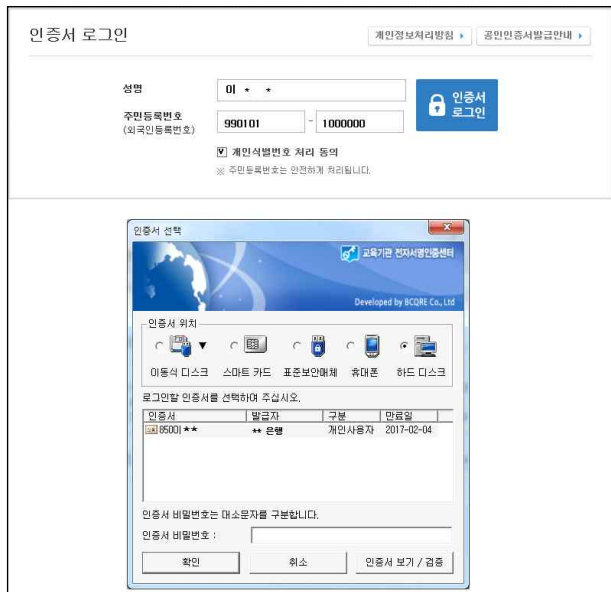 인증서 로그인
개인정보처리방침
공인인증서발급안내
성명
이 * *
주민등록번호
(외국인등록번호)
990101 - 1000000
인증서
로그인
개인식별번호 처리 동의
※ 주민등록번호는 안전하게 처리됩니다.
인증서 선택
교육기관 전자서명인증센터
Developed by BCQRE Co., Ltd
인증서 위치
이동식 디스크 스마트 카드 표준보안매체 휴대폰 하드 디스크
로그인할 인증서를 선택하여 주십시오.
인증서 발급자 구분 만료일
850이 ** ** 은행 개인사용자 2017-02-04
인증서 비밀번호는 대소문자를 구분합니다.
인증서 비밀번호 :
확인 취소 인증서 보기 / 검증